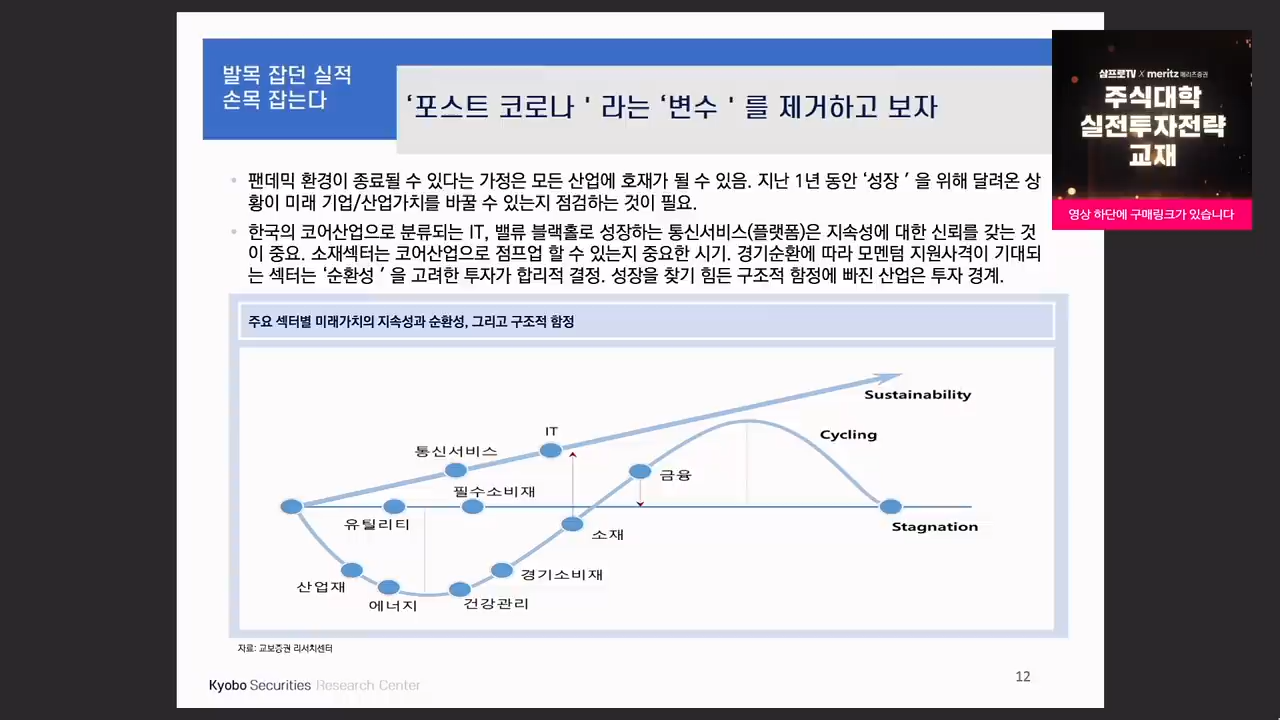 발목 잡던 실적
손목 잡는다
‘포스트 코로나 ' 라는 ‘변수 ' 를 제거하고 보자
• 팬데믹 환경이 종료될 수 있다는 가정은 모든 산업에 호재가 될 수 있음. 지난 1년 동안 ‘성장 ′ 을 위해 달려온 상
황이 미래 기업/산업가치를 바꿀 수 있는지 점검하는 것이 필요.
• 한국의 코어산업으로 분류되는 IT, 밸류 블랙홀로 성장하는 통신서비스(플랫폼)은 지속성에 대한 신뢰를 갖는 것
이 중요. 소재섹터는 코어산업으로 점프업 할 수 있는지 중요한 시기. 경기순환에 따라 모멘텀 지원사격이 기대되
는 섹터는 ‘순환성 ′ 을 고려한 투자가 합리적 결정. 성장을 찾기 힘든 구조적 함정에 빠진 산업은 투자 경계.
주요 섹터별 미래가치의 지속성과 순환성, 그리고 구조적 함정
Sustainability
IT
Cycling
통신서비스
금융
필수소비재
유틸리티
Stagnation
소재
경기소비재
산업재
에너지
건강관리
자료: 교보증권 리서치센터
Kyobo Securities Research Center
12
삼프로TV X meritz 메리츠증권
주식대학
실전투자전략
교재
영상 하단에 구매링크가 있습니다